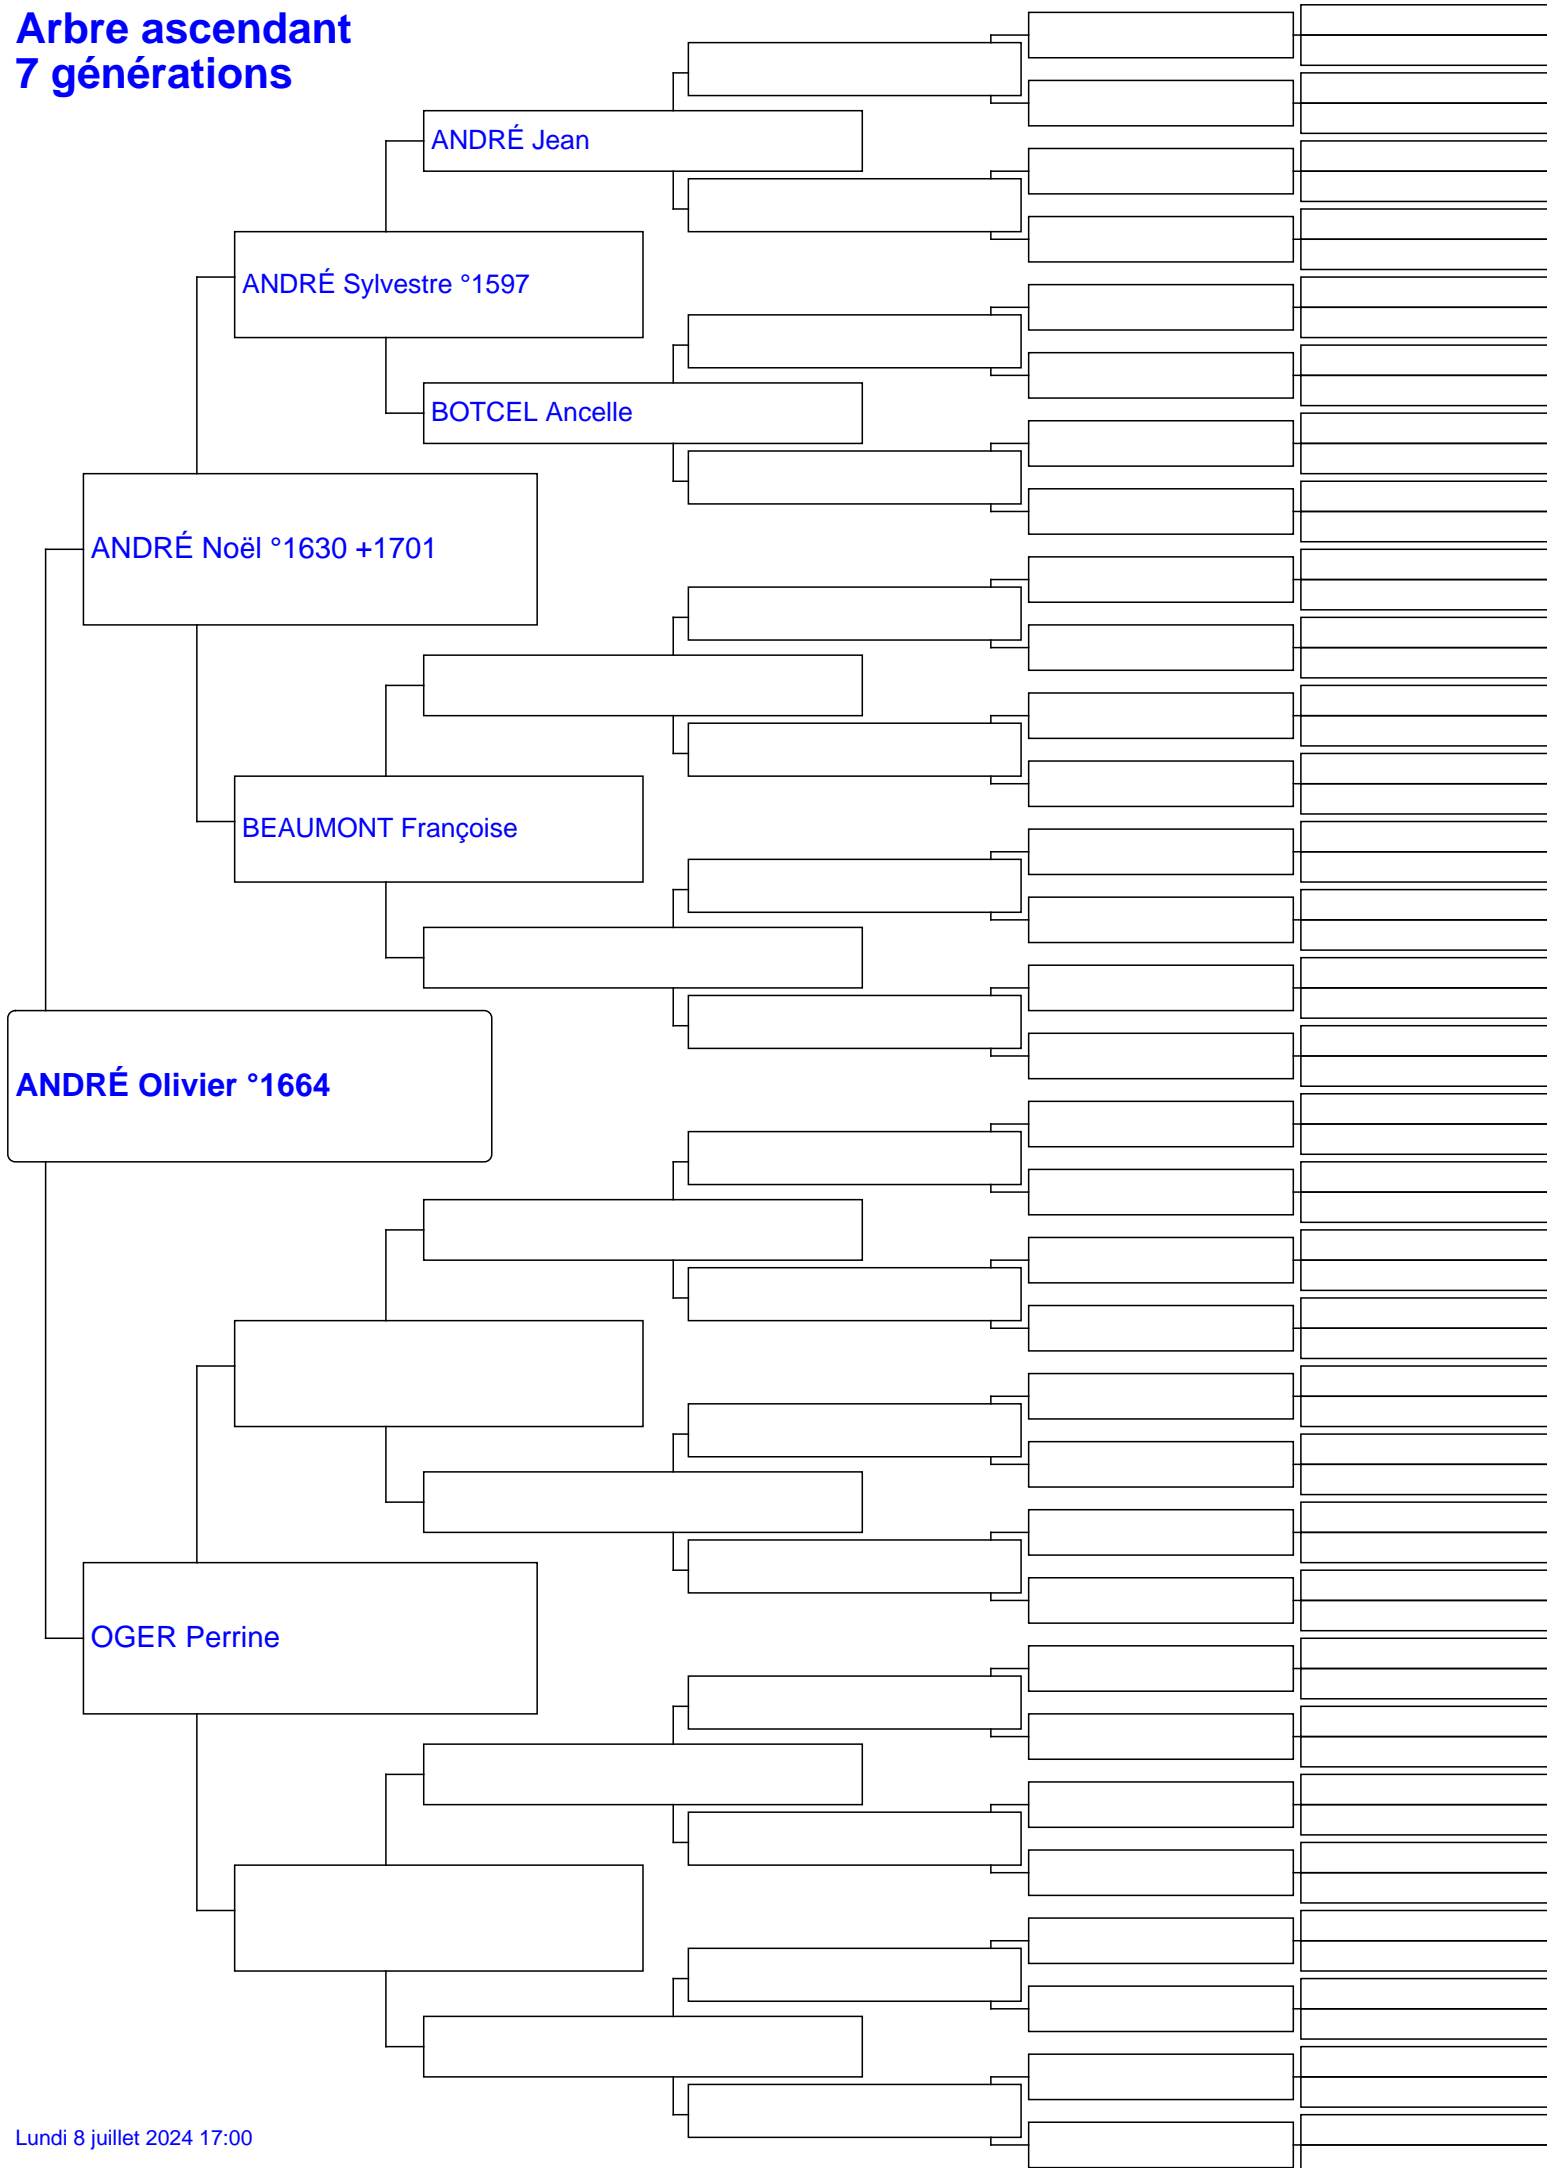 Arbre ascendant
7 générations
ANDRÉ Jean
ANDRÉ Sylvestre °1597
BOTCEL Ancelle
ANDRÉ Noël °1630 +1701
BEAUMONT Françoise
ANDRÉ Olivier °1664
OGER Perrine
Lundi 8 juillet 2024 17:00